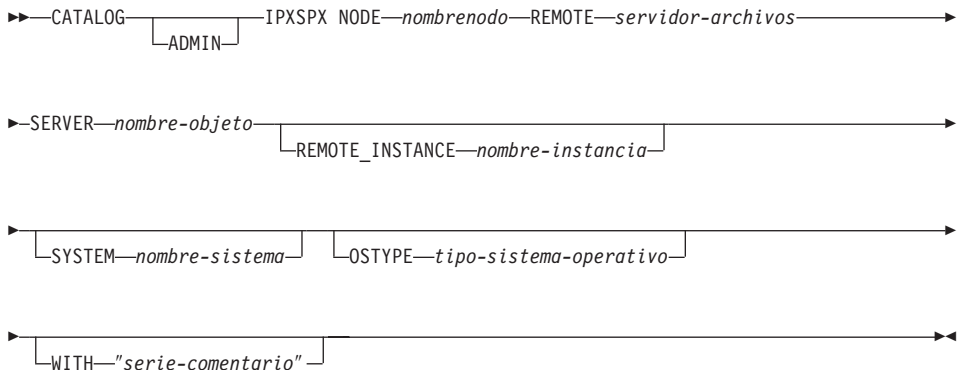 CATALOG IPXSPX NODE nombrenodo REMOTE servidor-archivos
ADMIN
SERVER nombre-objeto
REMOTE_INSTANCE nombre-instancia
SYSTEM nombre-sistema OSTYPE tipo-sistema-operativo
WITH "serie-comentario"